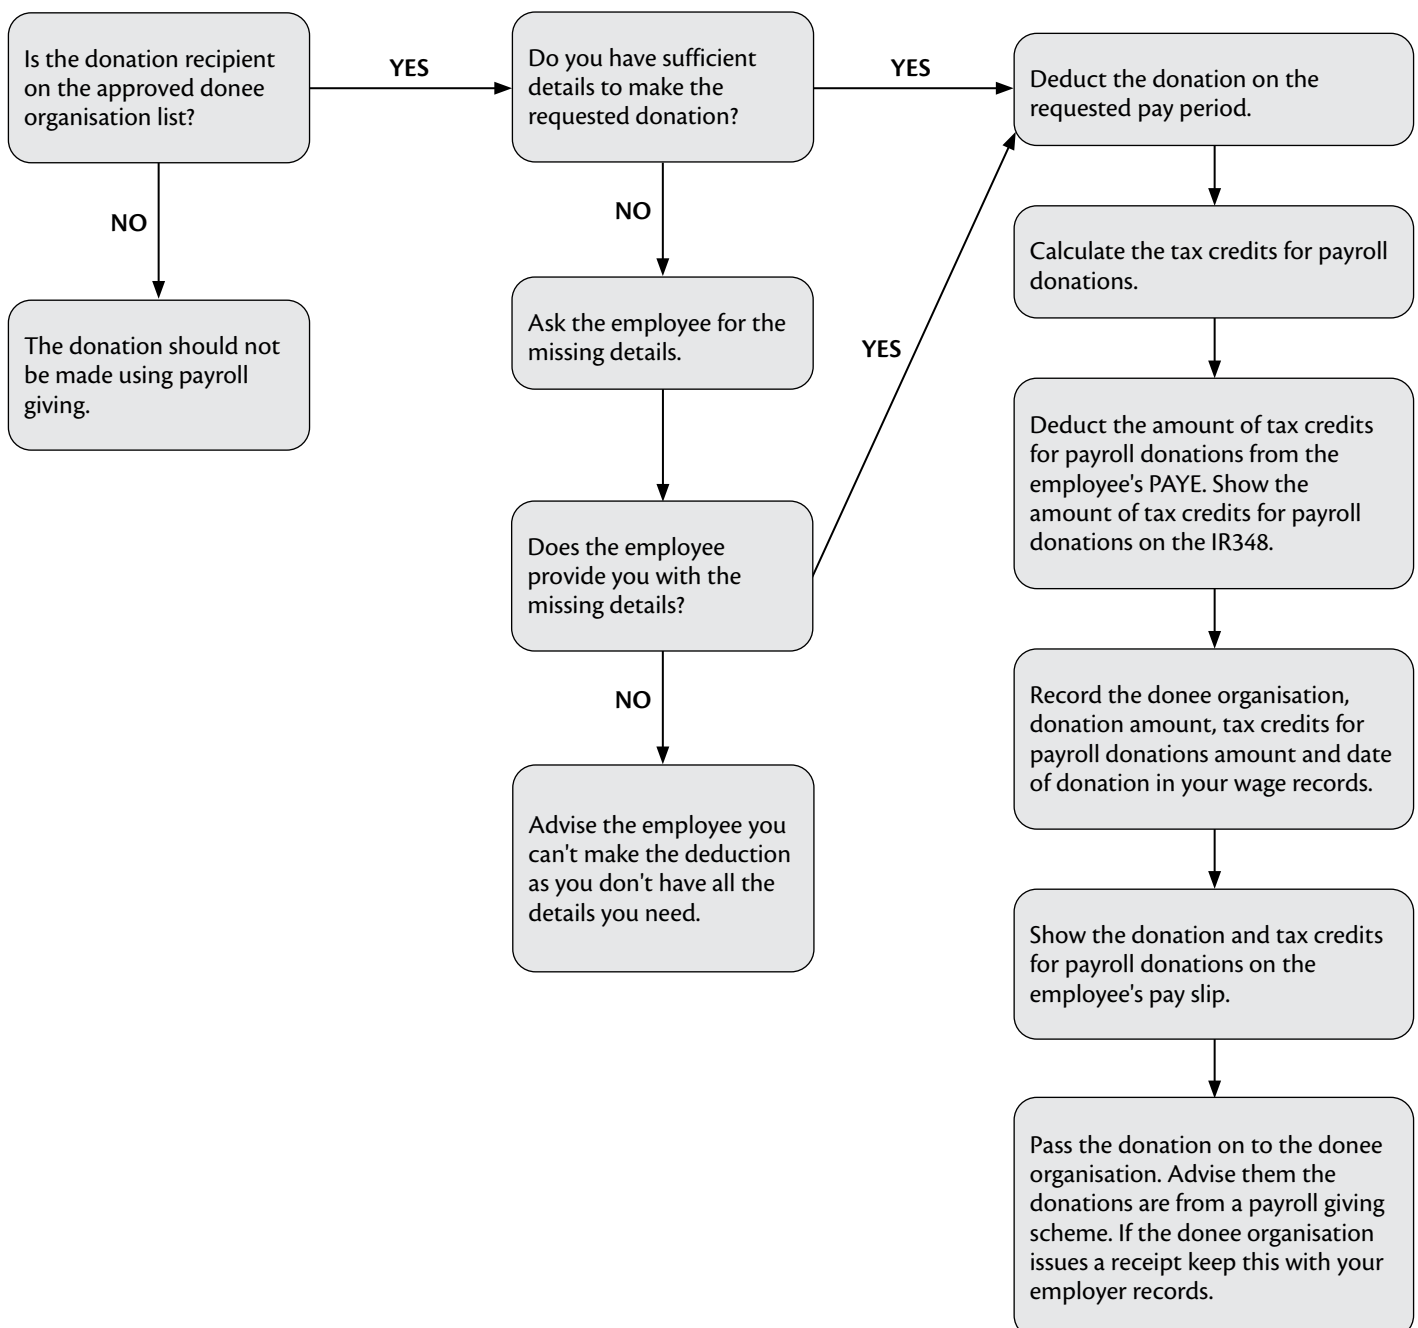 Is the donation recipient
on the approved donee
organisation list?
YES
Do you have sufficient
details to make the
requested donation?
YES
Deduct the donation on the
requested pay period.
NO
The donation should not
be made using payroll
giving.
NO
Ask the employee for the
missing details.
Does the employee
provide you with the
missing details?
YES
NO
Advise the employee you
can't make the deduction
as you don't have all the
details you need.
Calculate the tax credits for payroll
donations.
Deduct the amount of tax credits
for payroll donations from the
employee's PAYE. Show the
amount of tax credits for payroll
donations on the IR348.
Record the donee organisation,
donation amount, tax credits for
payroll donations amount and date
of donation in your wage records.
Show the donation and tax credits
for payroll donations on the
employee's pay slip.
Pass the donation on to the donee
organisation. Advise them the
donations are from a payroll giving
scheme. If the donee organisation
issues a receipt keep this with your
employer records.